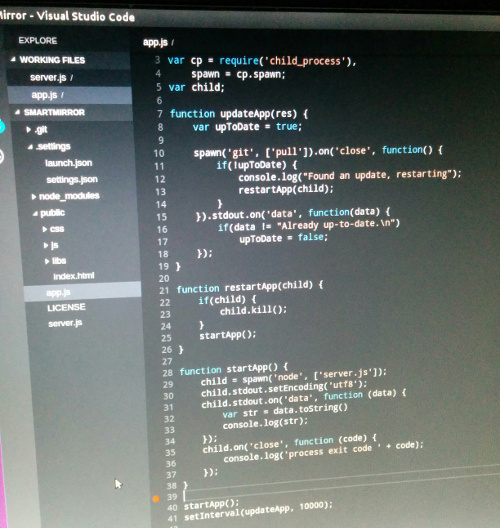 Mirror - Visual Studio Code
EXPLORE
WORKING FILES
server.js /
app.js /
SMARTMIRROR
.git
.settings
launch.json
settings.json
node_modules
public
css
js
libs
index.html
app.js
LICENSE
server.js
app.js /
3 var cp = require('child_process'),
4 spawn = cp.spawn;
5 var child;
6
7 function updateApp(res) {
8 var upToDate = true;
9
10 spawn('git', ['pull']).on('close', function() {
11 if(!upToDate) {
12 console.log("Found an update, restarting");
13 restartApp(child);
14 }
15 }).stdout.on('data', function(data) {
16 if(data != "Already up-to-date.\n")
17 upToDate = false;
18 });
19 }
20
21 function restartApp(child) {
22 if(child) {
23 child.kill();
24 }
25 startApp();
26 }
27
28 function startApp() {
29 child = spawn('node', ['server.js']);
30 child.stdout.setEncoding('utf8');
31 child.stdout.on('data', function (data) {
32 var str = data.toString()
33 console.log(str);
34 });
35 child.on('close', function (code) {
36 console.log('process exit code ' + code);
37 });
38 }
39
40 startApp();
41 setInterval(updateApp, 10000);